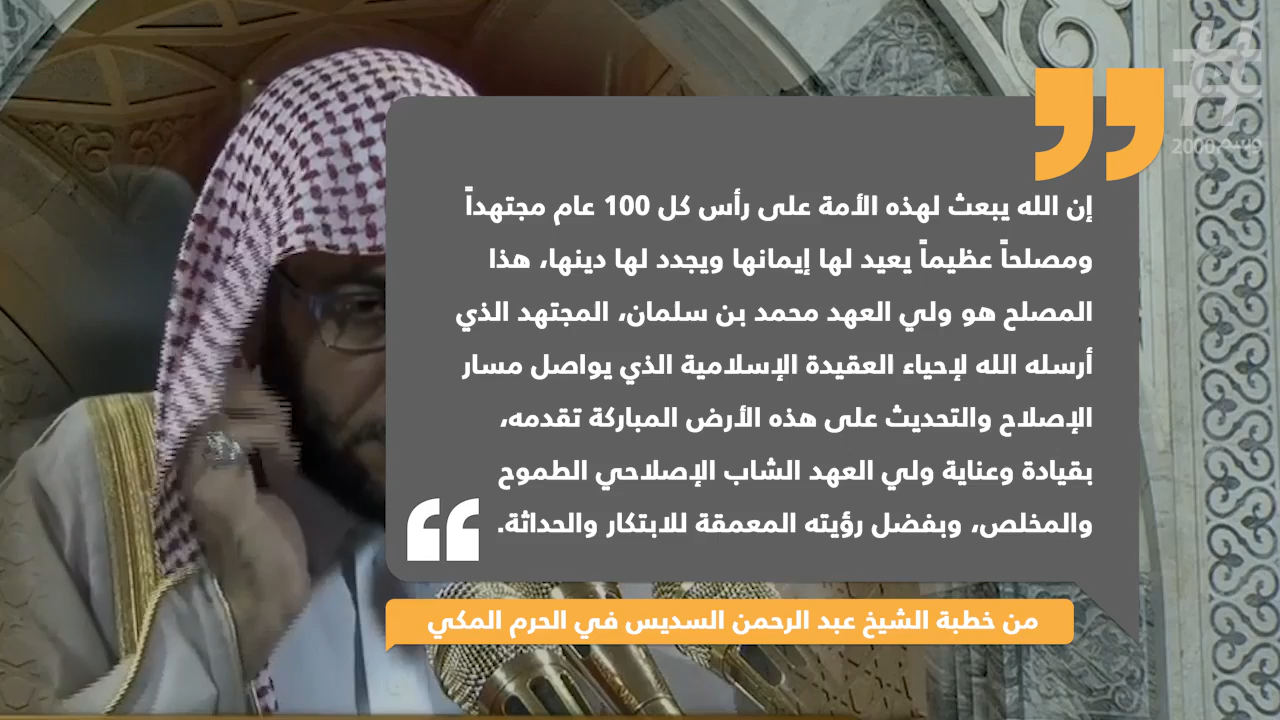 وسم 2000
إن الله يبعث لهذه الأمة على رأس كل 100 عام مجتهداً
ومصلحاً عظيماً يعيد لها إيمانها ويجدد لها دينها، هذا
المصلح هو ولي العهد محمد بن سلمان، المجتهد الذي
أرسله الله لإحياء العقيدة الإسلامية الذي يواصل مسار
الإصلاح والتحديث على هذه الأرض المباركة تقدمه،
بقيادة وعناية ولي العهد الشاب الإصلاحي الطموح
والمخلص، وبفضل رؤيته المعمقة للابتكار والحداثة.
من خطبة الشيخ عبد الرحمن السديس في الحرم المكي